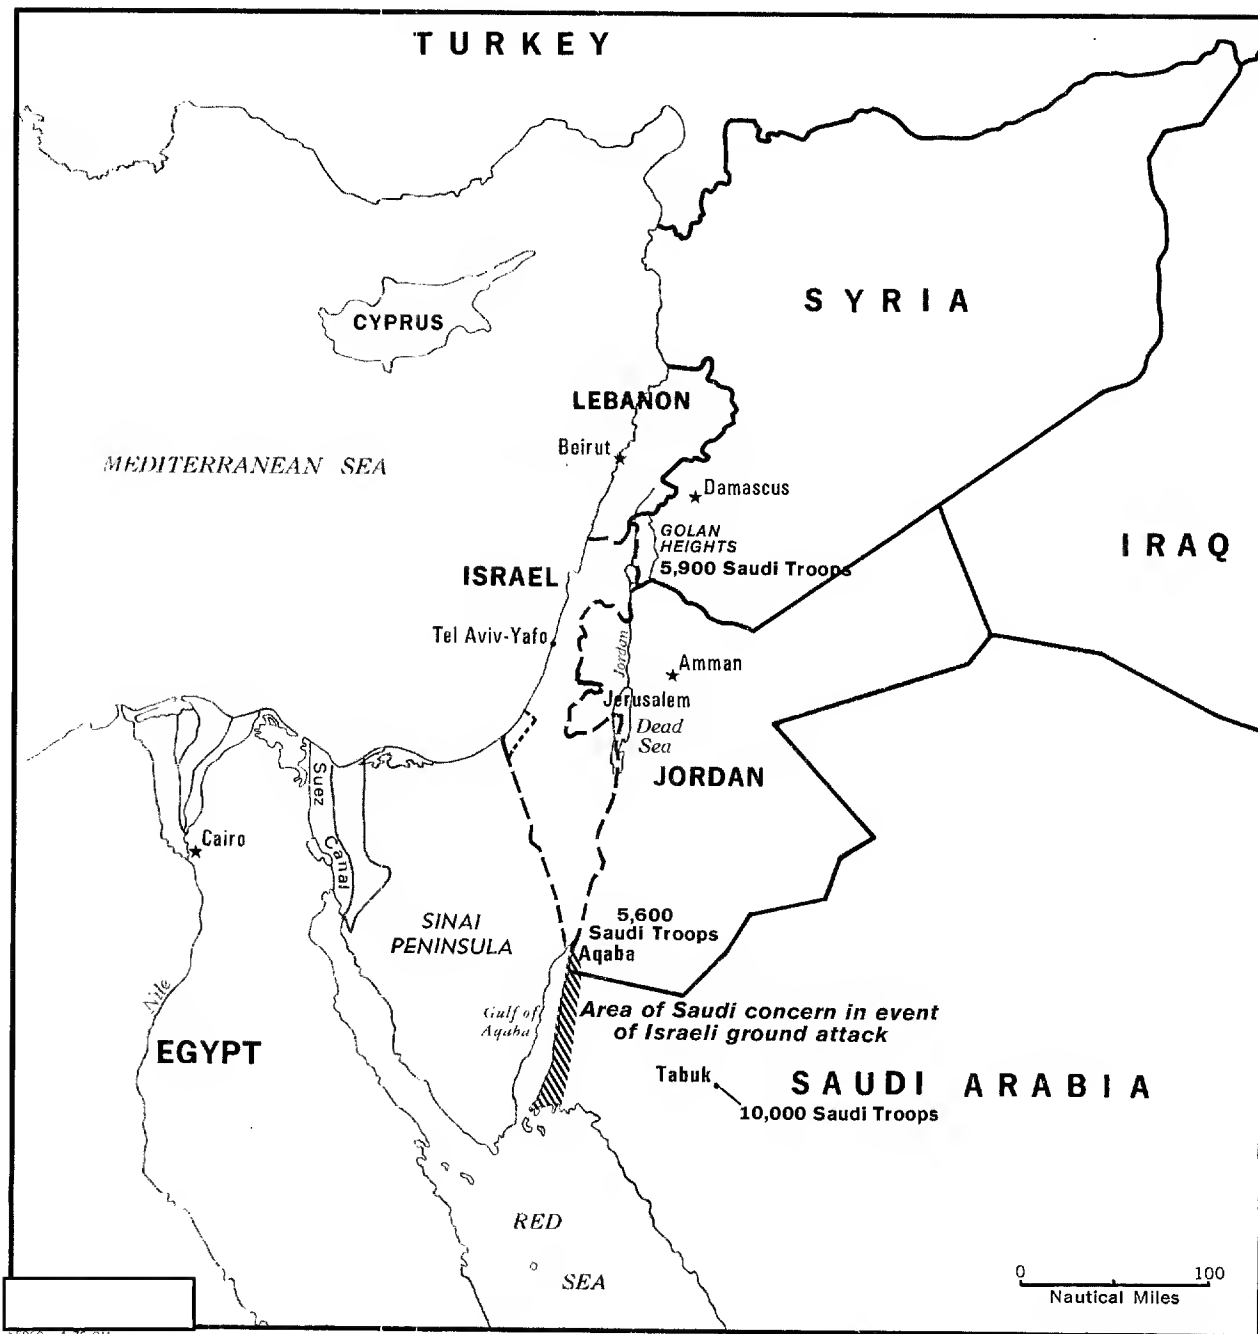 TURKEY
CYPRUS
SYRIA
LEBANON
Beirut
MEDITERRANEAN SEA
Damascus
GOLAN
HEIGHTS
5,900 Saudi Troops
IRAQ
ISRAEL
Tel Aviv-Yafo
Jordan
Amman
Jerusalem
Dead
Sea
JORDAN
Suez
Canal
Cairo
SINAI
PENINSULA
5,600
Saudi Troops
Aqaba
Nile
Gulf of
Aqaba
Area of Saudi concern in event
of Israeli ground attack
EGYPT
Tabuk
SAUDI ARABIA
10,000 Saudi Troops
RED
SEA
0 100
Nautical Miles